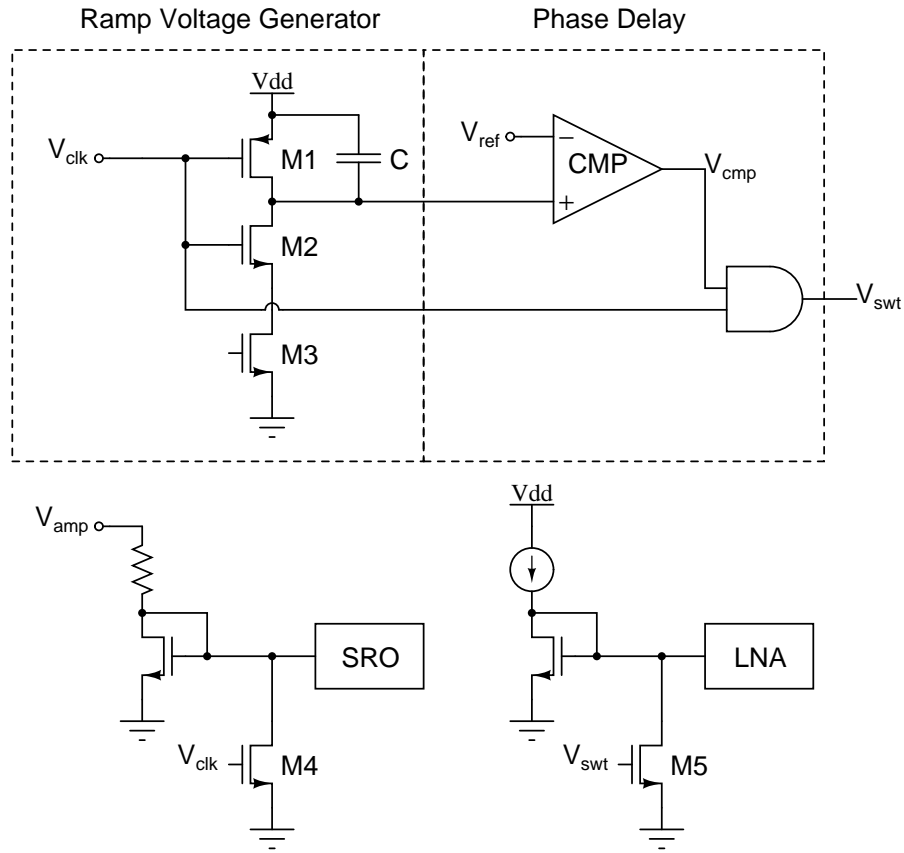 Ramp Voltage Generator
Phase Delay
Vdd
Vclk
M1
C
Vref
−
CMP
+
Vcmp
M2
Vswt
M3
Vamp
SRO
Vclk
M4
Vdd
LNA
Vswt
M5